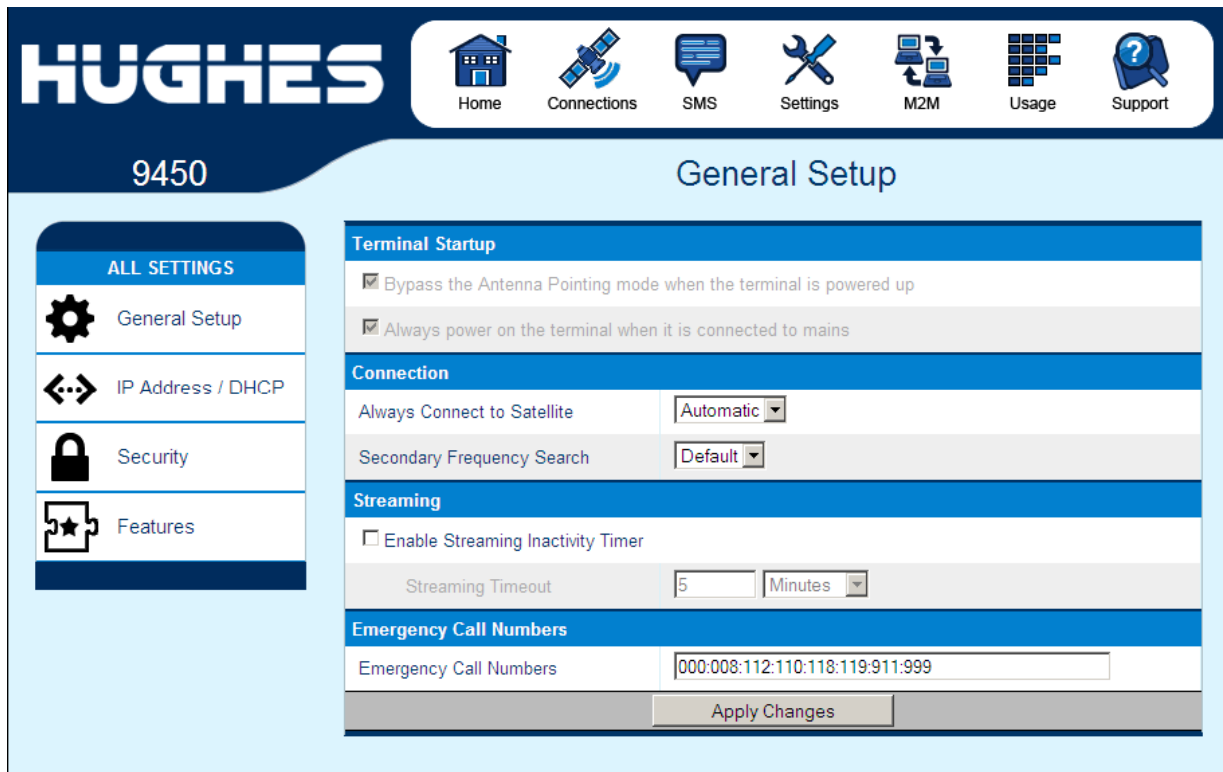 HUGHES
Home Connections SMS Settings M2M Usage Support
9450
General Setup
ALL SETTINGS
General Setup
IP Address / DHCP
Security
Features
Terminal Startup
Bypass the Antenna Pointing mode when the terminal is powered up
Always power on the terminal when it is connected to mains
Connection
Always Connect to Satellite Automatic
Secondary Frequency Search Default
Streaming
Enable Streaming Inactivity Timer
Streaming Timeout 5 Minutes
Emergency Call Numbers
Emergency Call Numbers 000:008:112:110:118:119:911:999
Apply Changes